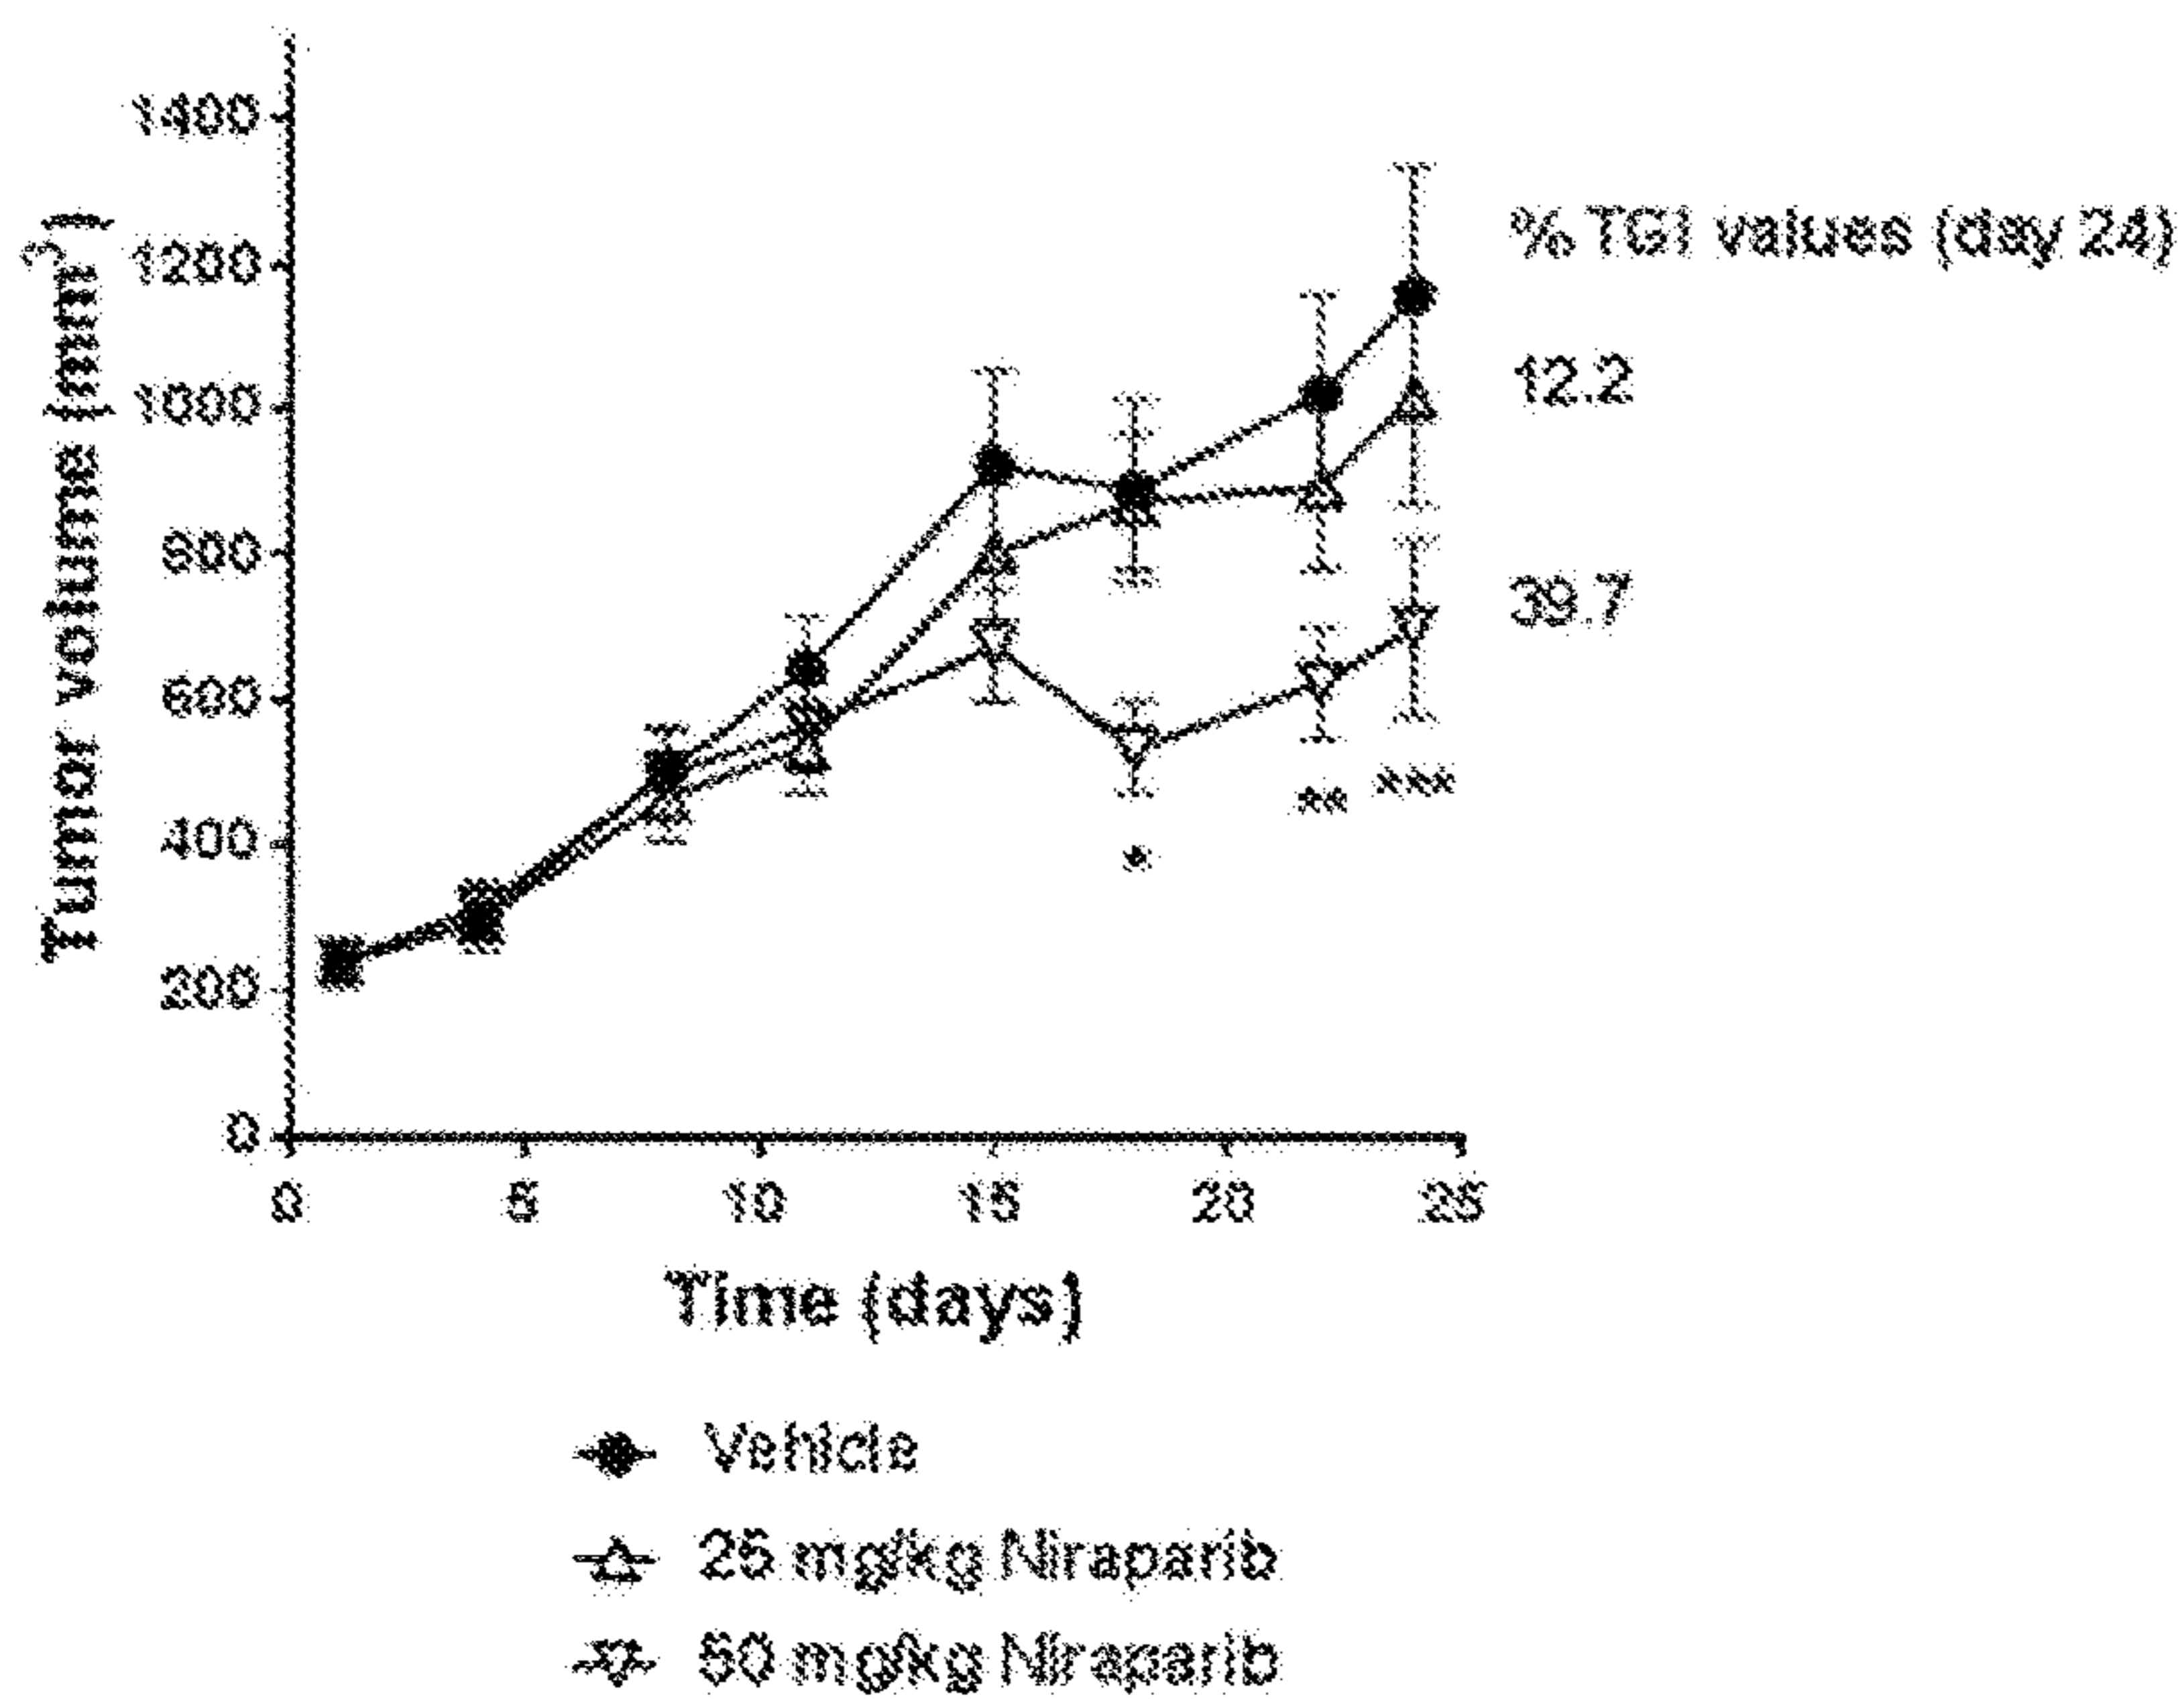 Tumor volume (mm³)
1400
1200
1000
800
600
400
200
0
% TGI values (day 24)
12.2
39.7
*
**
***
0 5 10 15 20 25
Time (days)
Vehicle
25 mg/kg Niraparib
50 mg/kg Niraparib